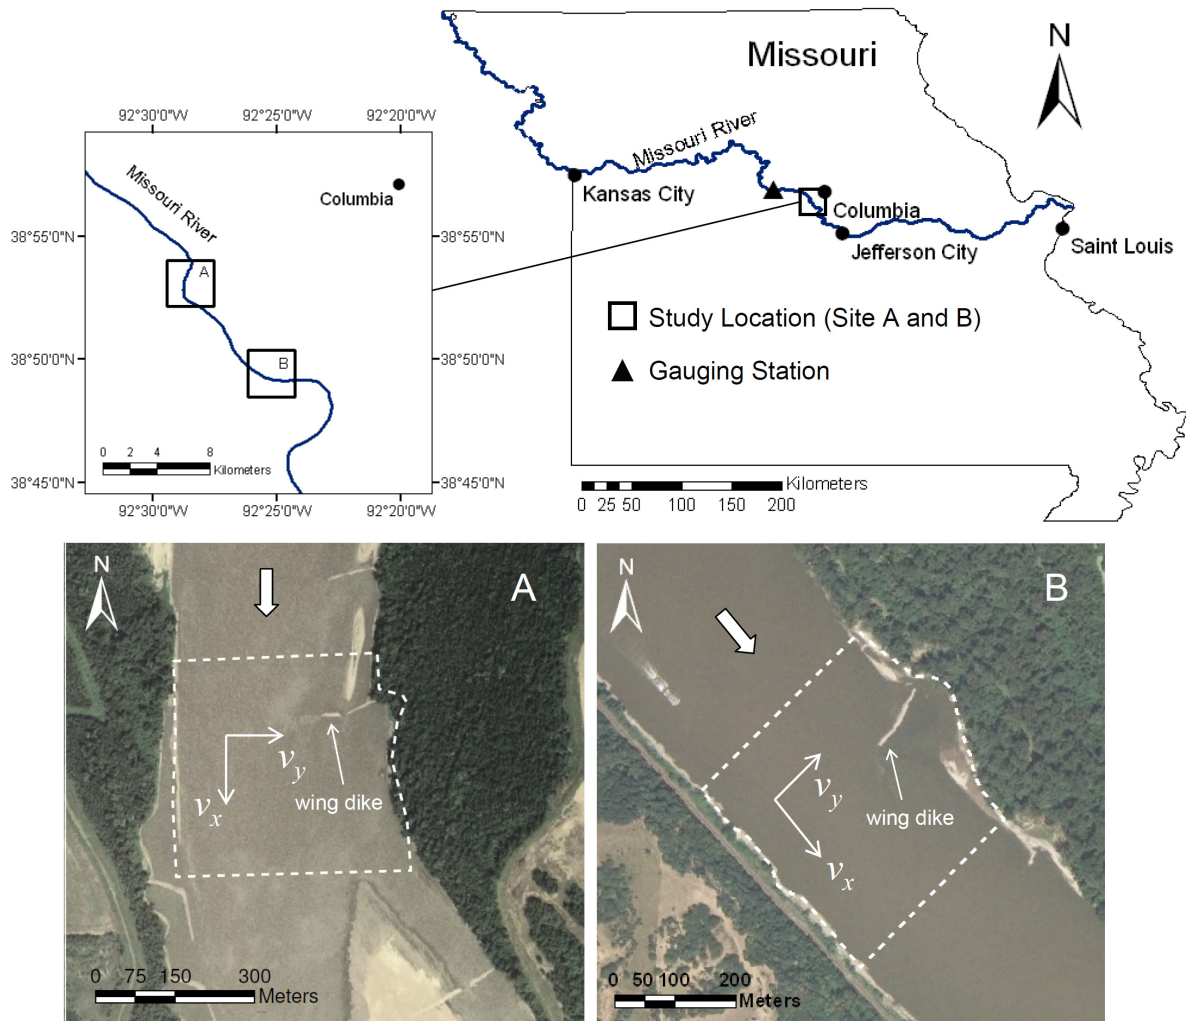 Missouri
N
Missouri River
Kansas City
Columbia
Jefferson City
Saint Louis
Study Location (Site A and B)
Gauging Station
Kilometers
0 25 50 100 150 200
92°30'0"W 92°25'0"W 92°20'0"W
Missouri River
Columbia
38°55'0"N 38°55'0"N
A
38°50'0"N 38°50'0"N
B
0 2 4 8
Kilometers
38°45'0"N 38°45'0"N
92°30'0"W 92°25'0"W 92°20'0"W
N
A
v_y
v_x
wing dike
0 75 150 300
Meters
N
B
v_y
wing dike
v_x
0 50 100 200
Meters